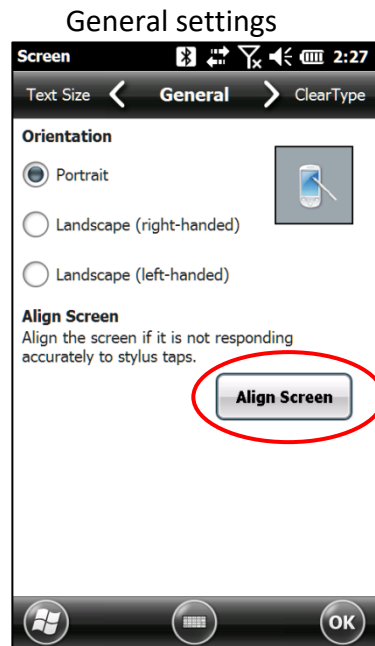 General settings
Screen 2:27
Text Size General ClearType
Orientation
Portrait
Landscape (right-handed)
Landscape (left-handed)
Align Screen
Align the screen if it is not responding
accurately to stylus taps.
Align Screen
OK